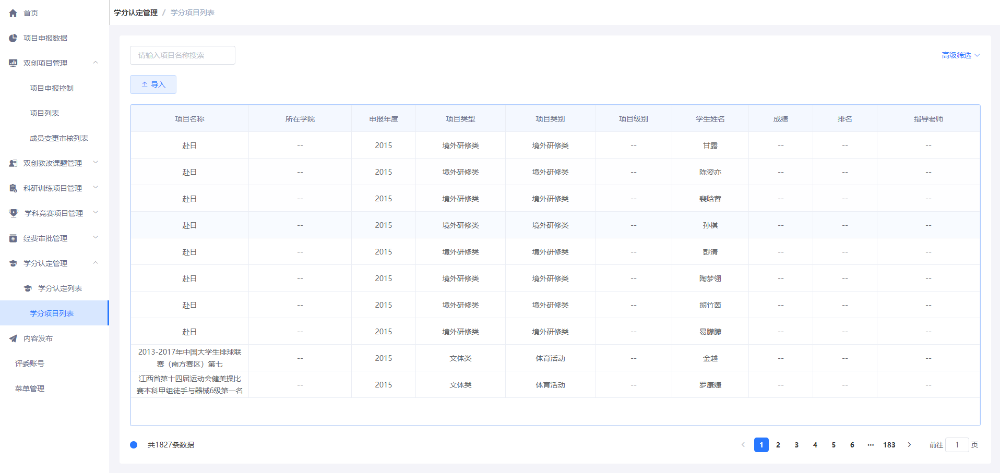 首页
项目申报数据
双创项目管理
项目申报控制
项目列表
成员变更审核列表
双创教改课题管理
科研训练项目管理
学科竞赛项目管理
经费审批管理
学分认定管理
学分认定列表
学分项目列表
内容发布
评委账号
菜单管理
学分认定管理 / 学分项目列表
请输入项目名称搜索
高级筛选
导入
项目名称 所在学院 申报年度 项目类型 项目类别 项目级别 学生姓名 成绩 排名 指导老师
赴日 -- 2015 境外研修类 境外研修类 -- 甘露 -- -- --
赴日 -- 2015 境外研修类 境外研修类 -- 陈姿亦 -- -- --
赴日 -- 2015 境外研修类 境外研修类 -- 裴晗蓉 -- -- --
赴日 -- 2015 境外研修类 境外研修类 -- 孙棋 -- -- --
赴日 -- 2015 境外研修类 境外研修类 -- 彭清 -- -- --
赴日 -- 2015 境外研修类 境外研修类 -- 陶梦翎 -- -- --
赴日 -- 2015 境外研修类 境外研修类 -- 熊竹茵 -- -- --
赴日 -- 2015 境外研修类 境外研修类 -- 易朦朦 -- -- --
2013-2017年中国大学生排球联
赛（南方赛区）第七 -- 2015 文体类 体育活动 -- 金越 -- -- --
江西省第十四届运动会健美操比
赛本科甲组徒手与器械6级第一名 -- 2015 文体类 体育活动 -- 罗康婕 -- -- --
共1827条数据
1 2 3 4 5 6 ··· 183 前往 1 页